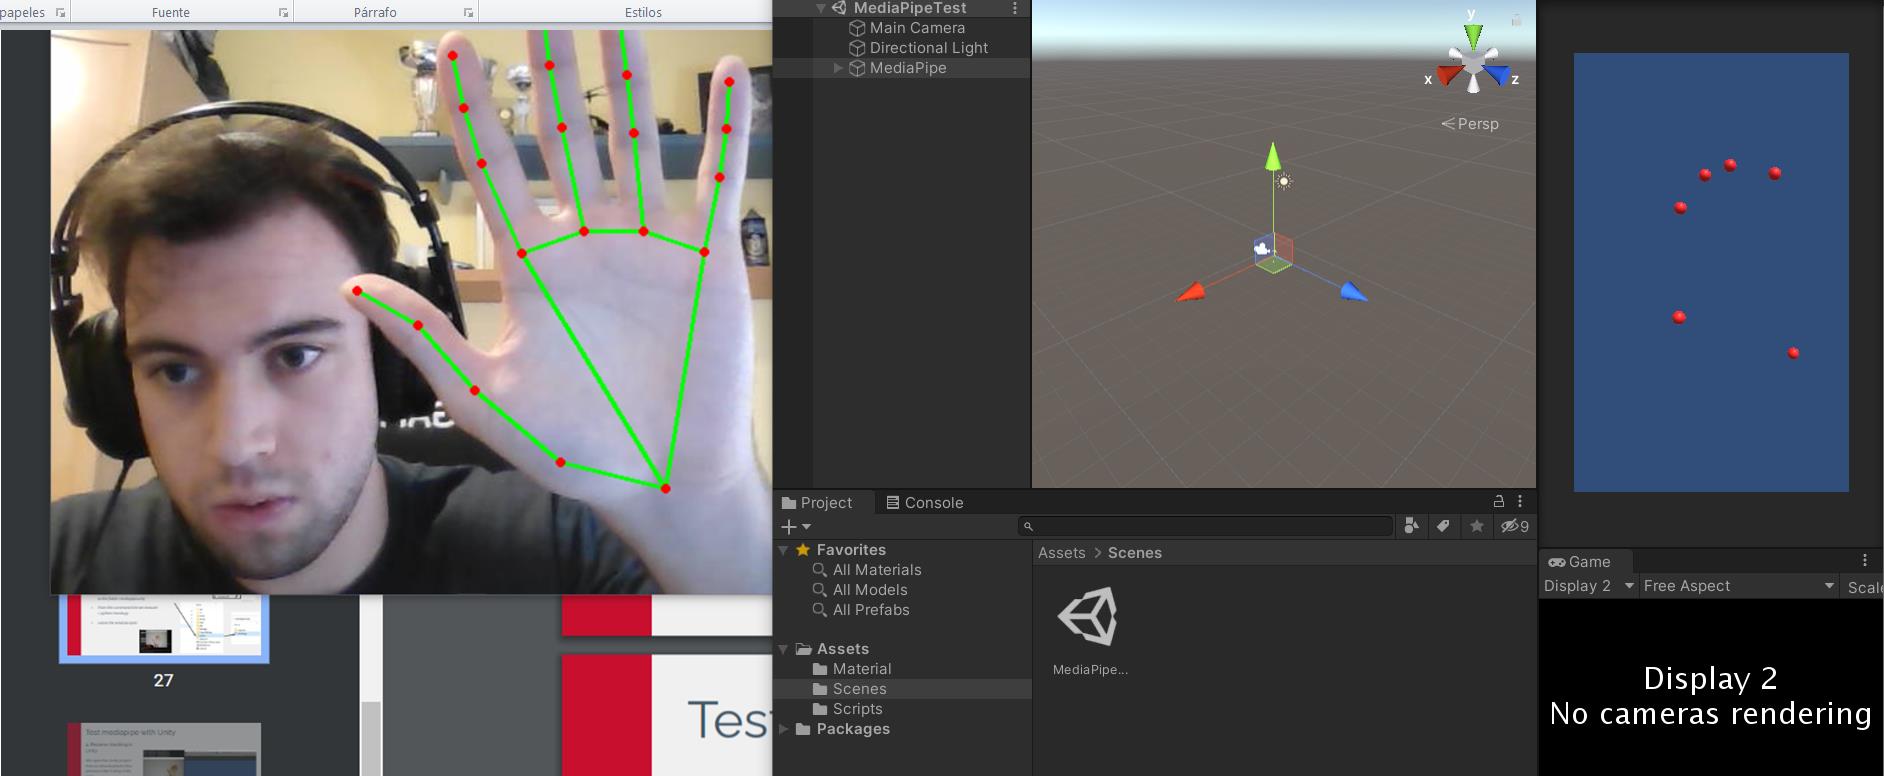 papeles
Fuente
Párrafo
Estilos
MediaPipeTest
Main Camera
Directional Light
MediaPipe
y
x
z
Persp
Project
Console
9
Favorites
All Materials
All Models
All Prefabs
Assets
Material
Scenes
Scripts
Packages
Assets > Scenes
MediaPipe...
Game
Display 2
Free Aspect
Scale
Display 2
No cameras rendering
27
Test mediapipe with Unity
Tes